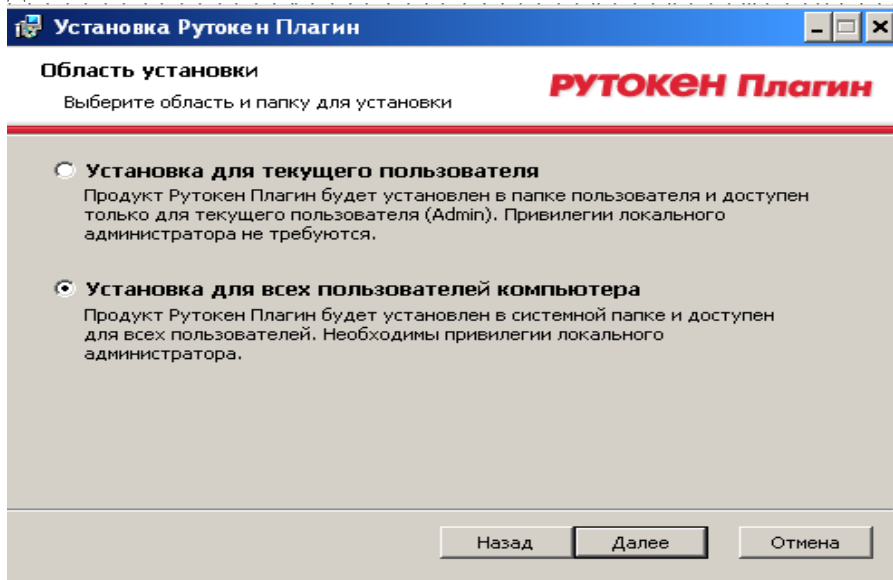 Установка Рутокен Плагин
Область установки
Выберите область и папку для установки
РУТОКЕН Плагин
Установка для текущего пользователя
Продукт Рутокен Плагин будет установлен в папке пользователя и доступен
только для текущего пользователя (Admin). Привилегии локального
администратора не требуются.
Установка для всех пользователей компьютера
Продукт Рутокен Плагин будет установлен в системной папке и доступен
для всех пользователей. Необходимы привилегии локального
администратора.
Назад
Далее
Отмена